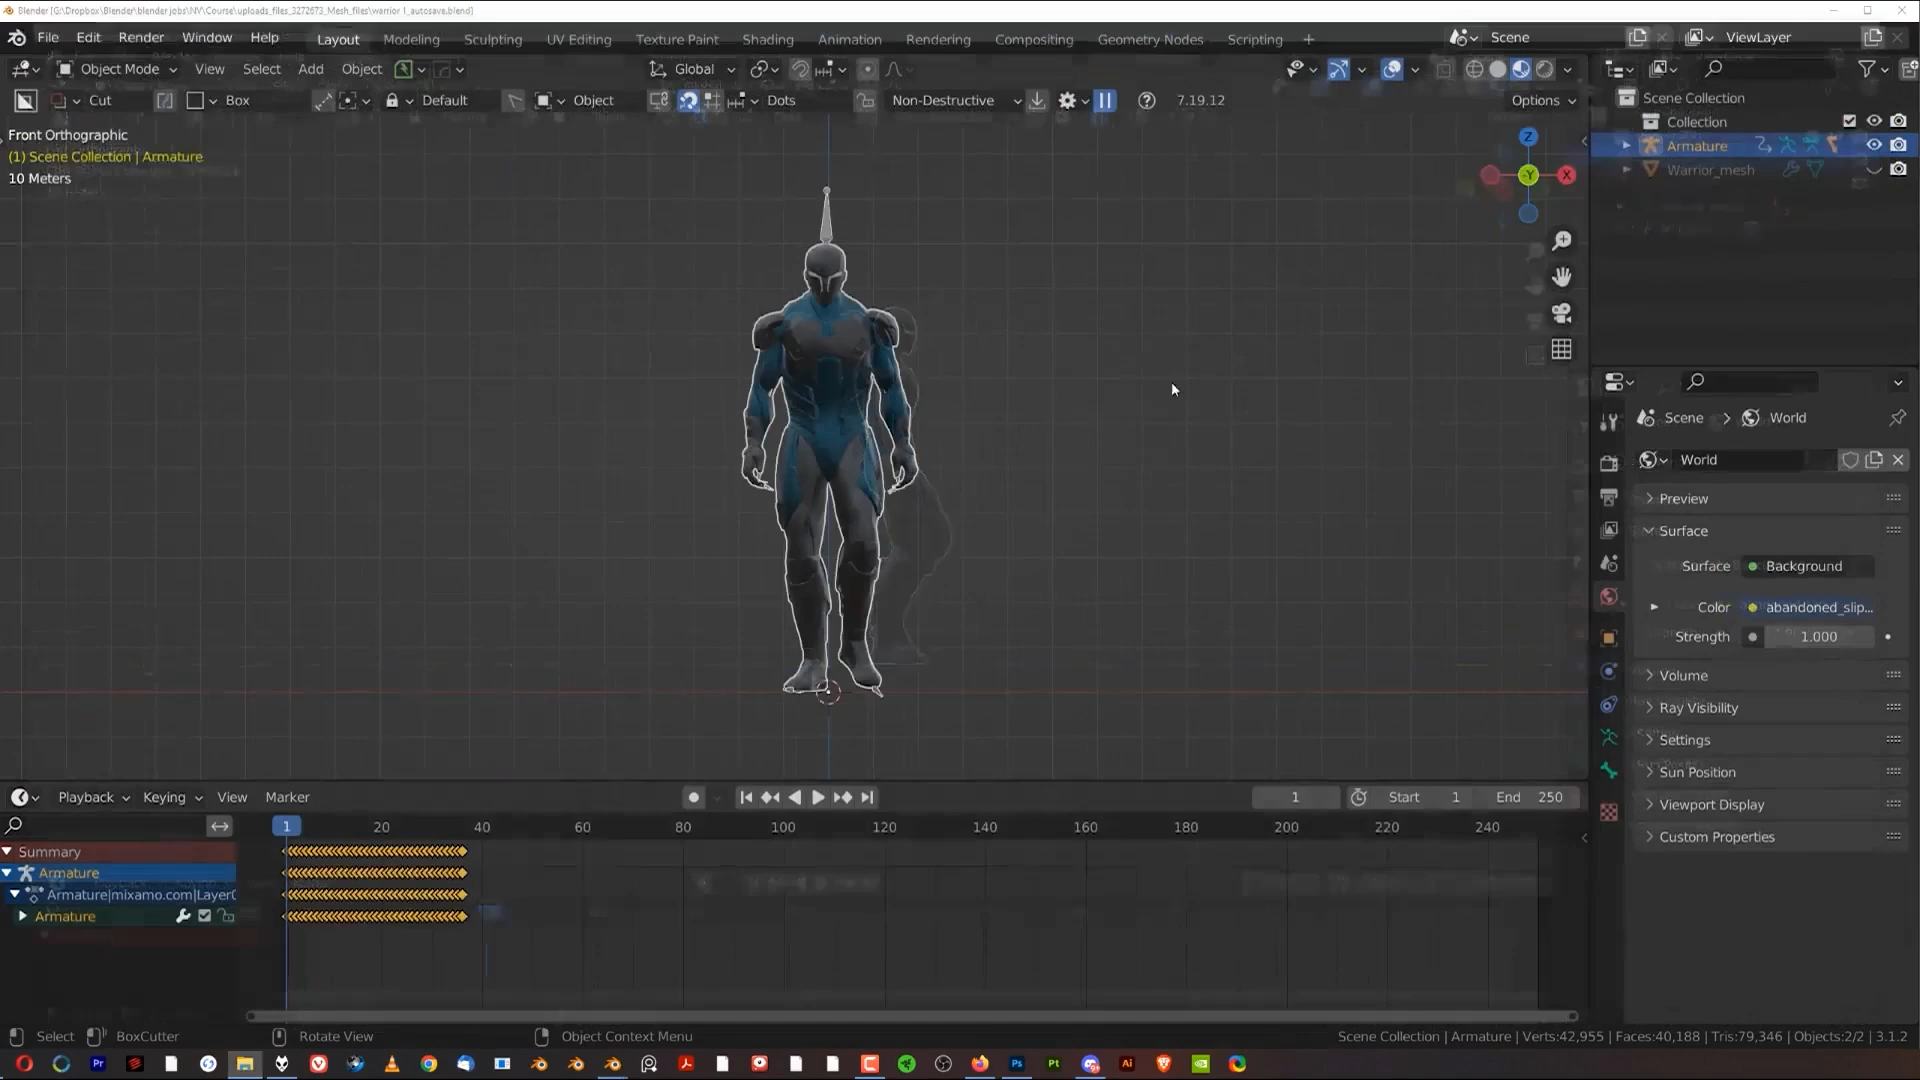 Blender [G:\Dropbox\Blender\blender jobs\NV\Course\uploads_files_3272673_Mesh_files\warrior I_autosave.blend]
File Edit Render Window Help Layout Modeling Sculpting UV Editing Texture Paint Shading Animation Rendering Compositing Geometry Nodes Scripting + Scene ViewLayer
Object Mode View Select Add Object Global
Cut Box Default Object Dots Non-Destructive 7.19.12 Options
Front Orthographic
(1) Scene Collection | Armature
10 Meters
Z
-Y X
Scene Collection
Collection
Armature
Warrior_mesh
Scene > World
World
Preview
Surface
Surface Background
Color abandoned_slip...
Strength 1.000
Volume
Ray Visibility
Settings
Sun Position
Viewport Display
Custom Properties
Playback Keying View Marker 1 Start 1 End 250
1 20 40 60 80 100 120 140 160 180 200 220 240
Summary
Armature
Armature|mixamo.com|Layer0
Armature
Select BoxCutter Rotate View Object Context Menu Scene Collection | Armature | Verts:42,955 | Faces:40,188 | Tris:79,346 | Objects:2/2 | 3.1.2
Pr Ps Pt Ai